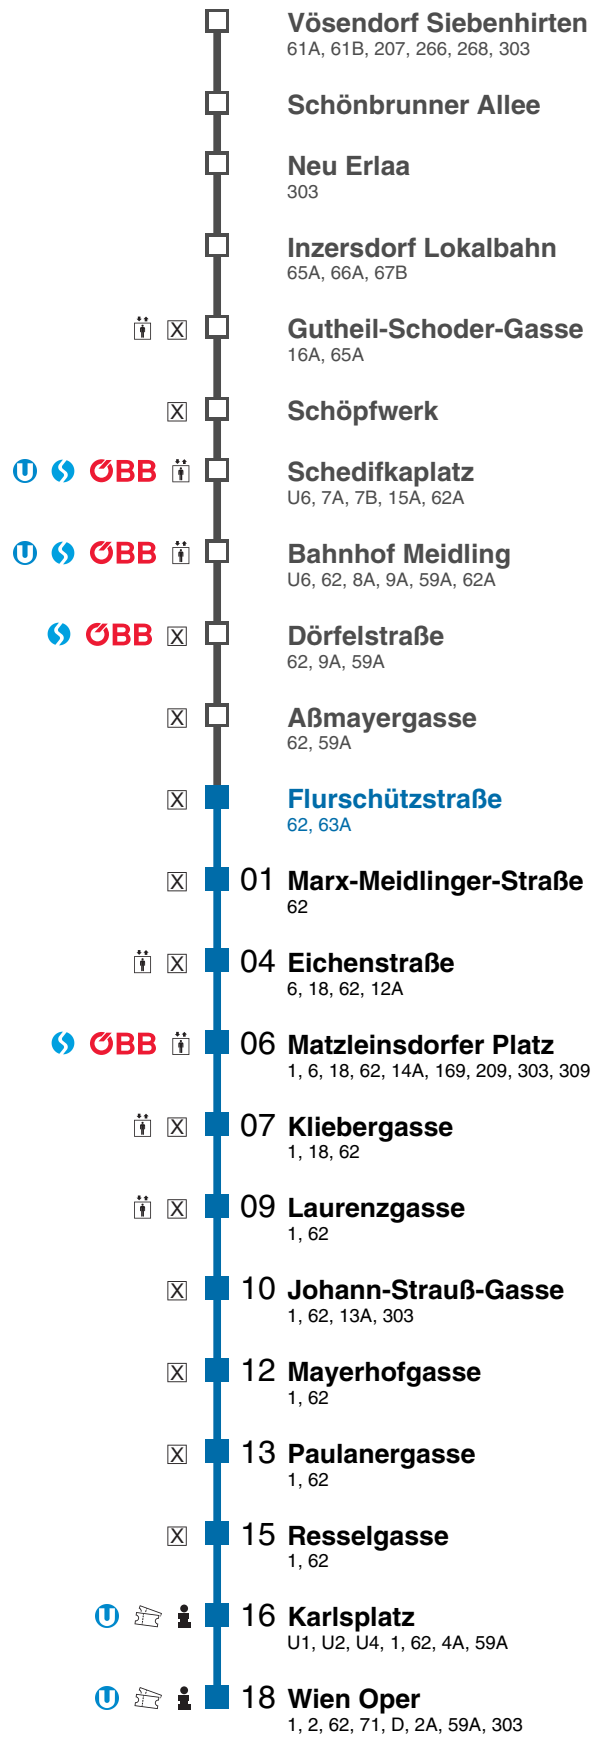 Vösendorf Siebenhirten
61A, 61B, 207, 266, 268, 303
Schönbrunner Allee
Neu Erlaa
303
Inzersdorf Lokalbahn
65A, 66A, 67B
X Gutheil-Schoder-Gasse
16A, 65A
X Schöpfwerk
U ÖBB Schedifkaplatz
U6, 7A, 7B, 15A, 62A
U ÖBB Bahnhof Meidling
U6, 62, 8A, 9A, 59A, 62A
ÖBB X Dörfelstraße
62, 9A, 59A
X Aßmayergasse
62, 59A
X Flurschützstraße
62, 63A
X 01 Marx-Meidlinger-Straße
62
X 04 Eichenstraße
6, 18, 62, 12A
ÖBB 06 Matzleinsdorfer Platz
1, 6, 18, 62, 14A, 169, 209, 303, 309
X 07 Kliebergasse
1, 18, 62
X 09 Laurenzgasse
1, 62
X 10 Johann-Strauß-Gasse
1, 62, 13A, 303
X 12 Mayerhofgasse
1, 62
X 13 Paulanergasse
1, 62
X 15 Resselgasse
1, 62
U i 16 Karlsplatz
U1, U2, U4, 1, 62, 4A, 59A
U i 18 Wien Oper
1, 2, 62, 71, D, 2A, 59A, 303